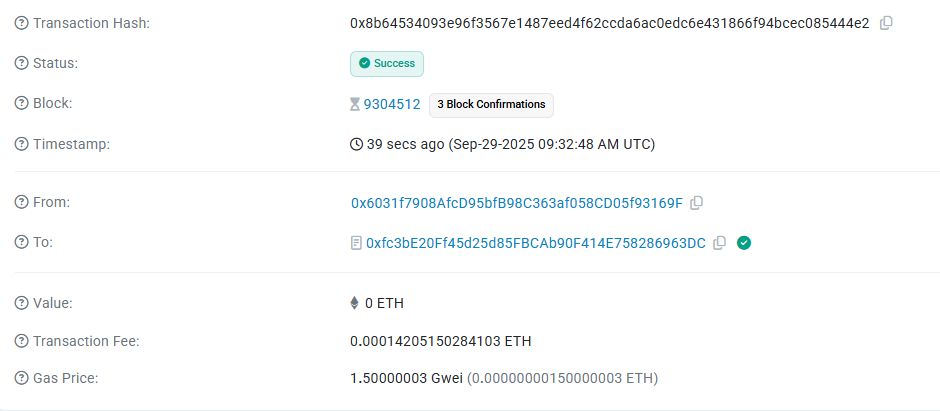 Transaction Hash: 0x8b64534093e96f3567e1487eed4f62ccda6ac0edc6e431866f94bcec085444e2
Status: Success
Block: 9304512 3 Block Confirmations
Timestamp: 39 secs ago (Sep-29-2025 09:32:48 AM UTC)
From: 0x6031f7908AfcD95bfB98C363af058CD05f93169F
To: 0xfc3bE20Ff45d25d85FBCAb90F414E758286963DC
Value: 0 ETH
Transaction Fee: 0.00014205150284103 ETH
Gas Price: 1.50000003 Gwei (0.00000000150000003 ETH)